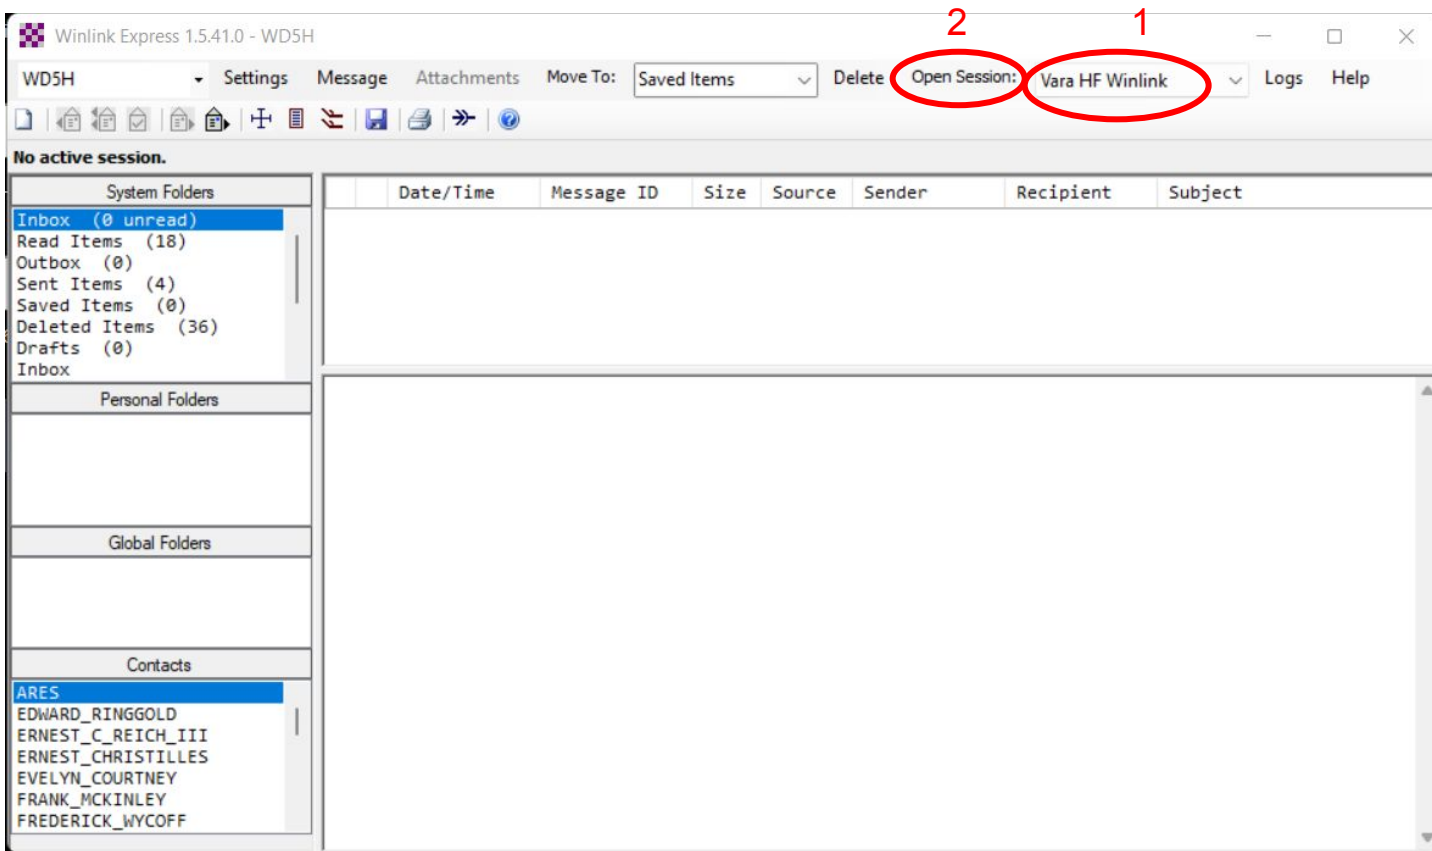 2 1
Winlink Express 1.5.41.0 - WD5H
WD5H Settings Message Attachments Move To: Saved Items Delete Open Session: Vara HF Winlink Logs Help
No active session.
System Folders
Inbox (0 unread)
Read Items (18)
Outbox (0)
Sent Items (4)
Saved Items (0)
Deleted Items (36)
Drafts (0)
Inbox
Personal Folders
Global Folders
Contacts
ARES
EDWARD_RINGGOLD
ERNEST_C_REICH_III
ERNEST_CHRISTILLES
EVELYN_COURTNEY
FRANK_MCKINLEY
FREDERICK_WYCOFF
Date/Time Message ID Size Source Sender Recipient Subject